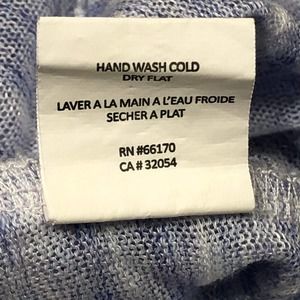 HAND WASH COLD
DRY FLAT
LAVER A LA MAIN A L'EAU FROIDE
SECHER A PLAT
RN #66170
CA # 32054